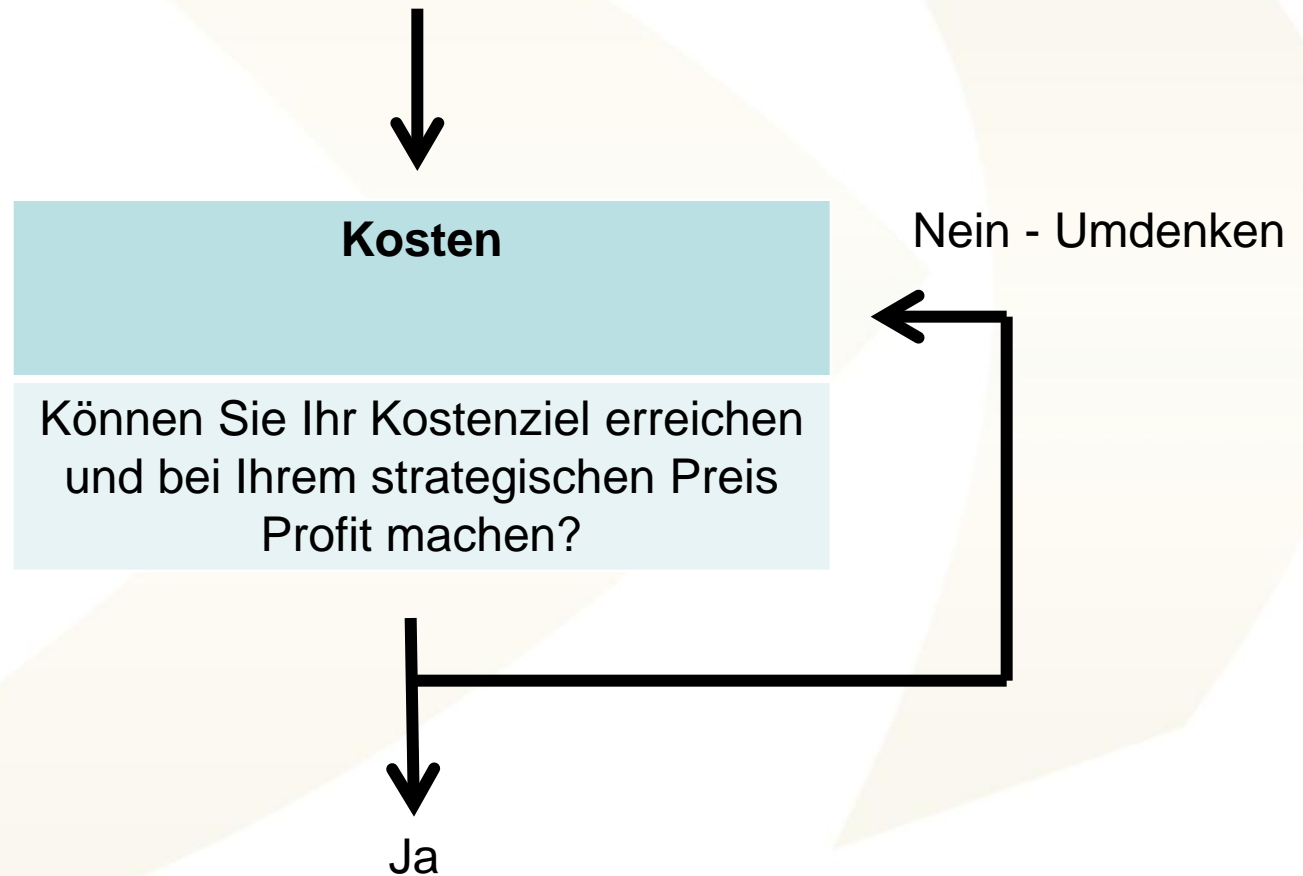 Kosten
Nein - Umdenken
Können Sie Ihr Kostenziel erreichen
und bei Ihrem strategischen Preis
Profit machen?
Ja